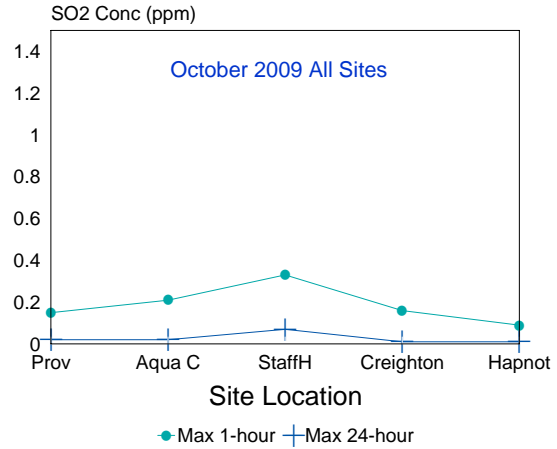 SO2 Conc (ppm)
October 2009 All Sites
1.4
1.2
1
0.8
0.6
0.4
0.2
0
Prov Aqua C StaffH Creighton Hapnot
Site Location
Max 1-hour Max 24-hour